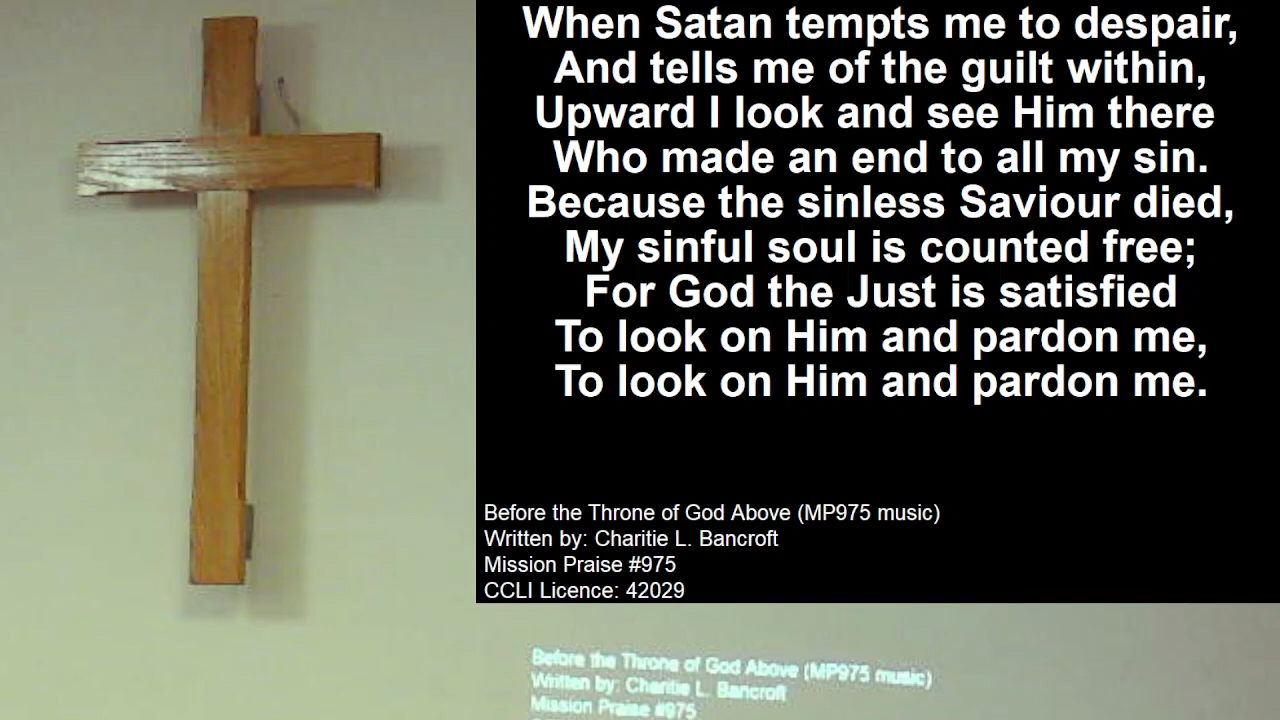 When Satan tempts me to despair,
And tells me of the guilt within,
Upward I look and see Him there
Who made an end to all my sin.
Because the sinless Saviour died,
My sinful soul is counted free;
For God the Just is satisfied
To look on Him and pardon me,
To look on Him and pardon me.
Before the Throne of God Above (MP975 music)
Written by: Charitie L. Bancroft
Mission Praise #975
CCLI Licence: 42029
Before the Throne of God Above (MP975 music)
Written by: Charitie L. Bancroft
Mission Praise #975